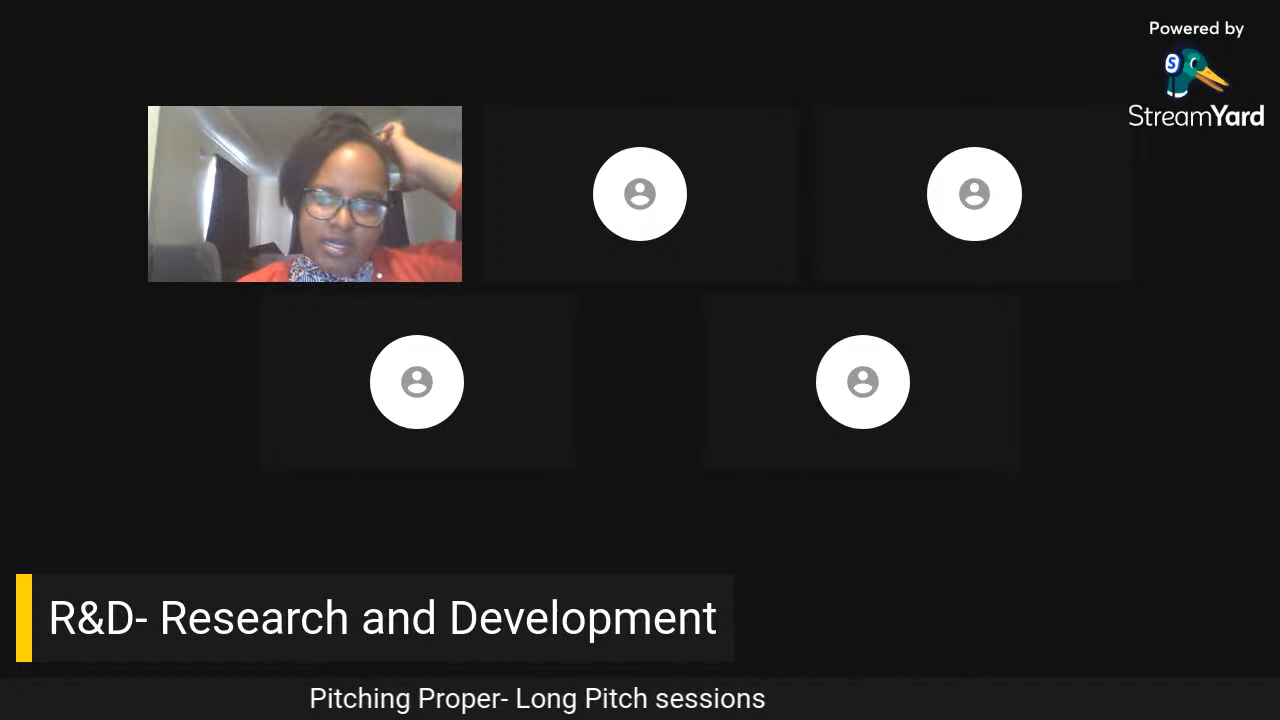 Powered by
S
StreamYard
R&D- Research and Development
Pitching Proper- Long Pitch sessions